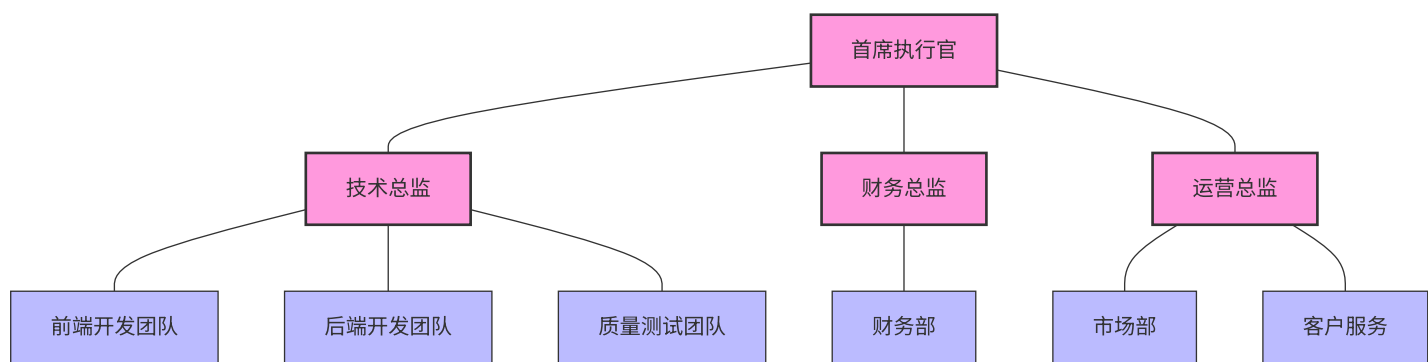 首席执行官
技术总监
财务总监
运营总监
前端开发团队
后端开发团队
质量测试团队
财务部
市场部
客户服务